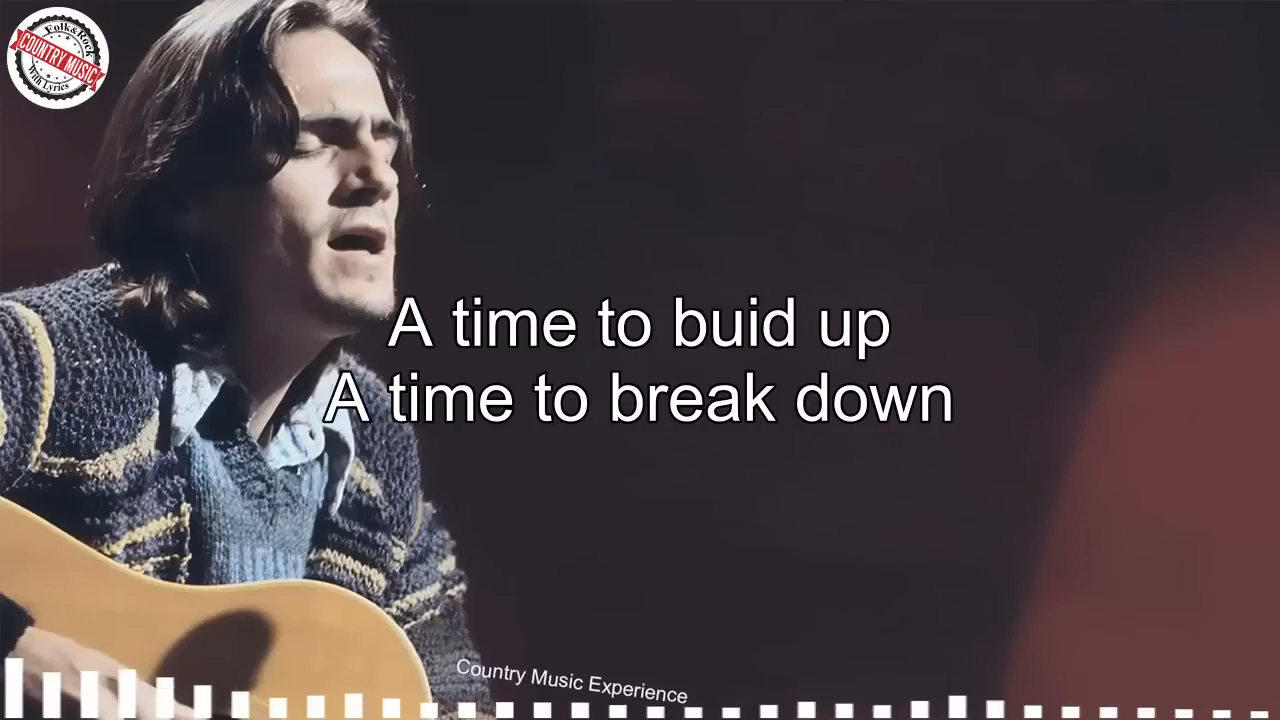 Folk&Rock
COUNTRY MUSIC
With Lyrics
A time to buid up
A time to break down
Country Music Experience